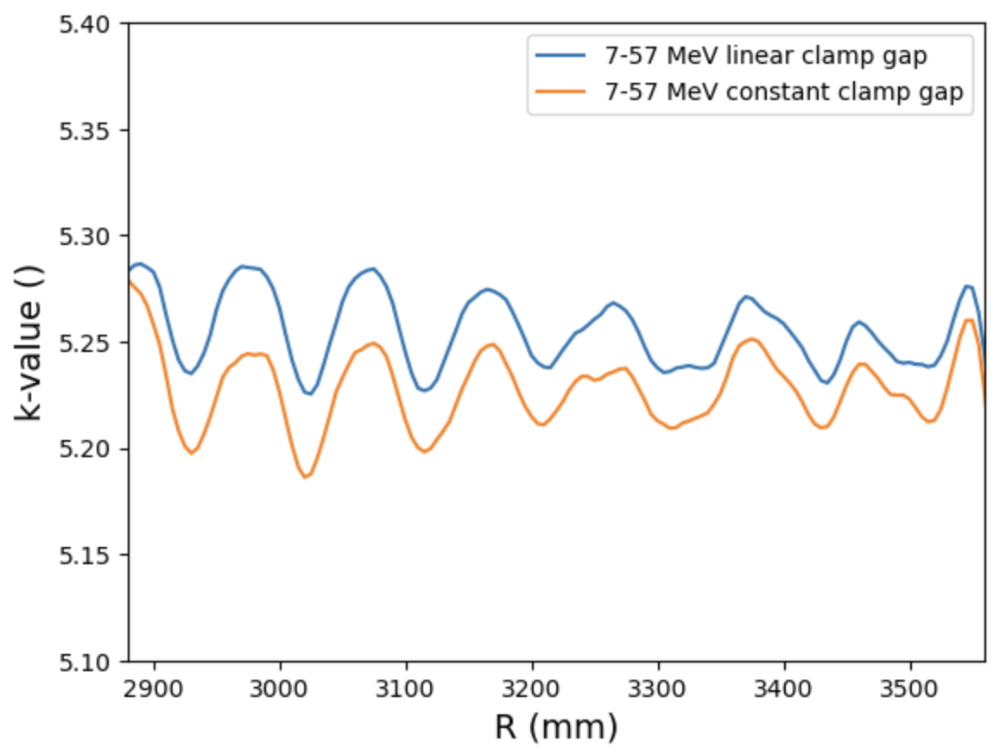 7-57 MeV linear clamp gap
7-57 MeV constant clamp gap
5.40
5.35
5.30
5.25
5.20
5.15
5.10
k-value ()
2900 3000 3100 3200 3300 3400 3500
R (mm)